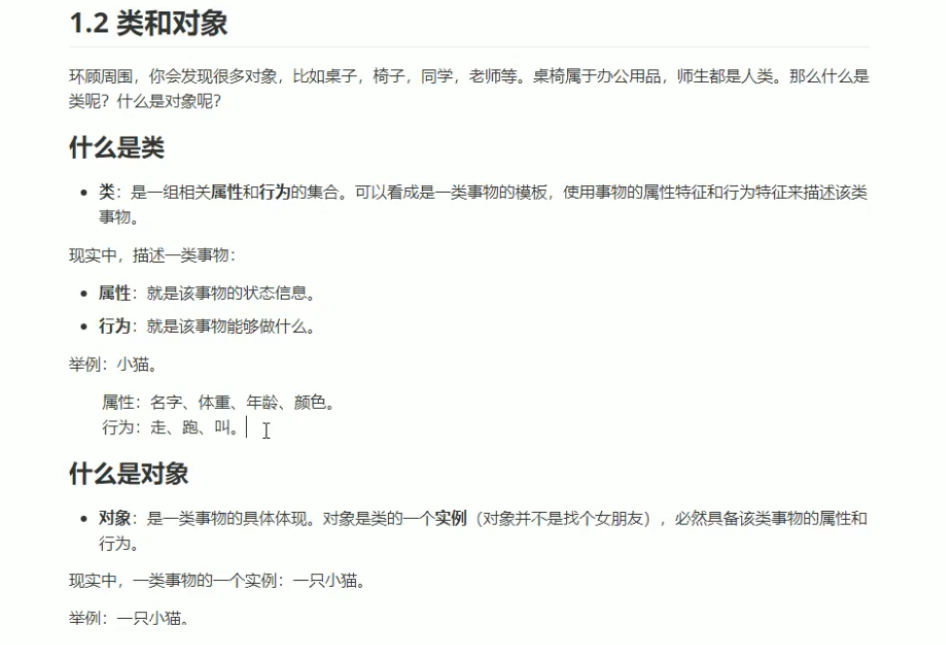 1.2 类和对象
环顾周围，你会发现很多对象，比如桌子，椅子，同学，老师等。桌椅属于办公用品，师生都是人类。那么什么是
类呢？什么是对象呢？
什么是类
• 类：是一组相关属性和行为的集合。可以看成是一类事物的模板，使用事物的属性特征和行为特征来描述该类
事物。
现实中，描述一类事物：
• 属性：就是该事物的状态信息。
• 行为：就是该事物能够做什么。
举例：小猫。
属性：名字、体重、年龄、颜色。
行为：走、跑、叫。
什么是对象
• 对象：是一类事物的具体体现。对象是类的一个实例（对象并不是找个女朋友），必然具备该类事物的属性和
行为。
现实中，一类事物的一个实例：一只小猫。
举例：一只小猫。